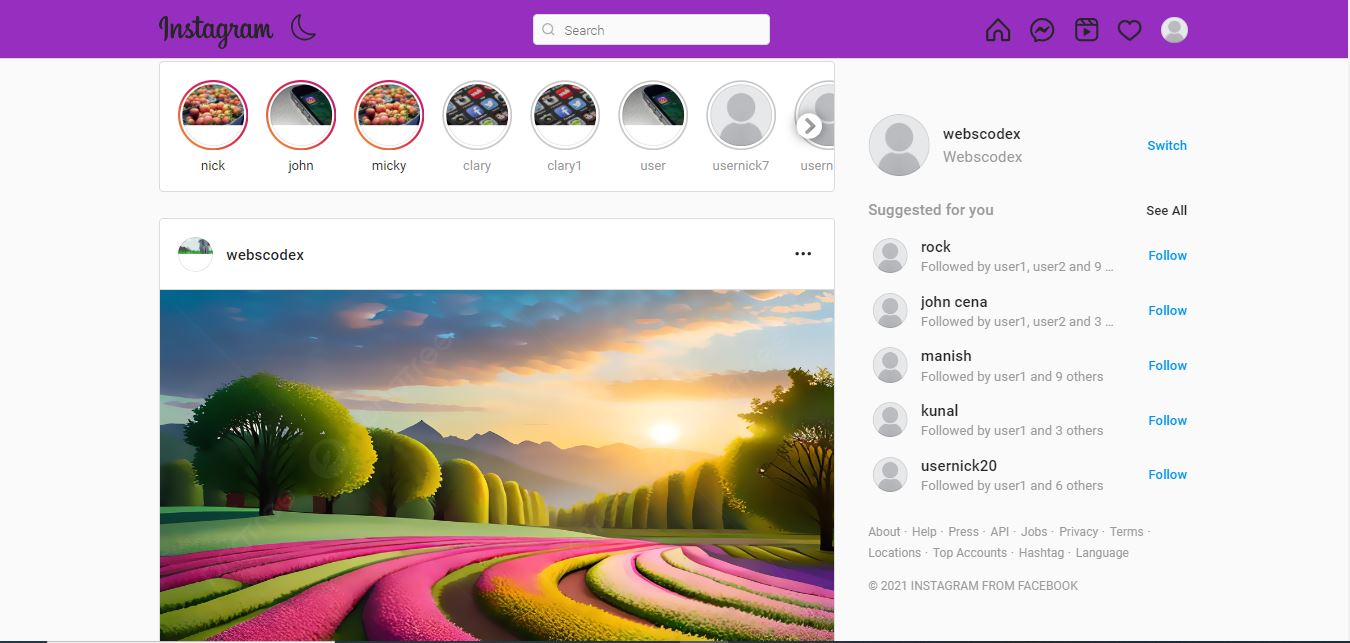 Instagram
Search
nick john micky clary clary1 user usernick7 usern
webscodex
webscodex
Webscodex
Switch
Suggested for you See All
rock
Followed by user1, user2 and 9 ...
Follow
john cena
Followed by user1, user2 and 3 ...
Follow
manish
Followed by user1 and 9 others
Follow
kunal
Followed by user1 and 3 others
Follow
usernick20
Followed by user1 and 6 others
Follow
About · Help · Press · API · Jobs · Privacy · Terms ·
Locations · Top Accounts · Hashtag · Language
© 2021 INSTAGRAM FROM FACEBOOK